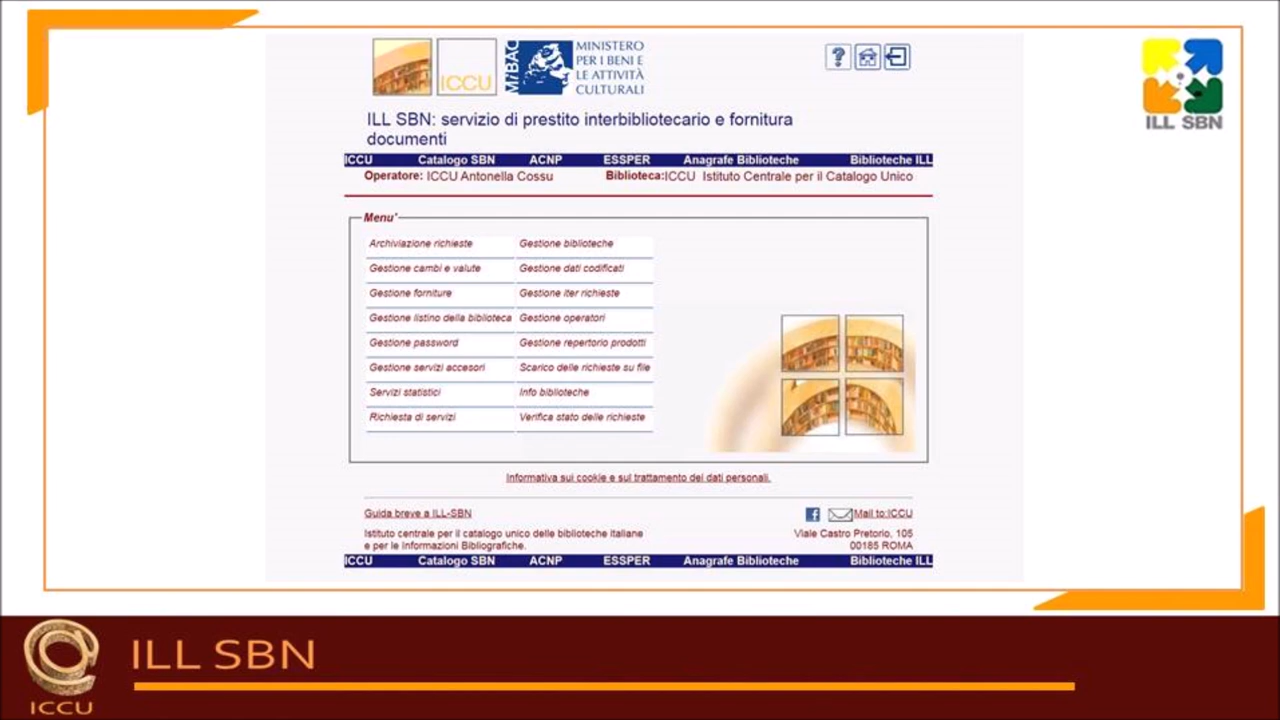 ICCU
MiBAC
MINISTERO
PER I BENI E
LE ATTIVITÀ
CULTURALI
?
ILL SBN
ILL SBN: servizio di prestito interbibliotecario e fornitura
documenti
ICCU Catalogo SBN ACNP ESSPER Anagrafe Biblioteche Biblioteche ILL
Operatore: ICCU Antonella Cossu Biblioteca:ICCU Istituto Centrale per il Catalogo Unico
Menu'
Archiviazione richieste Gestione biblioteche
Gestione cambi e valute Gestione dati codificati
Gestione forniture Gestione iter richieste
Gestione listino della biblioteca Gestione operatori
Gestione password Gestione repertorio prodotti
Gestione servizi accesori Scarico delle richieste su file
Servizi statistici Info biblioteche
Richiesta di servizi Verifica stato delle richieste
Informativa sui cookie e sul trattamento dei dati personali.
Guida breve a ILL-SBN Mail to:ICCU
Istituto centrale per il catalogo unico delle biblioteche italiane Viale Castro Pretorio, 105
e per le Informazioni Bibliografiche. 00185 ROMA
ICCU Catalogo SBN ACNP ESSPER Anagrafe Biblioteche Biblioteche ILL
ILL SBN
ICCU